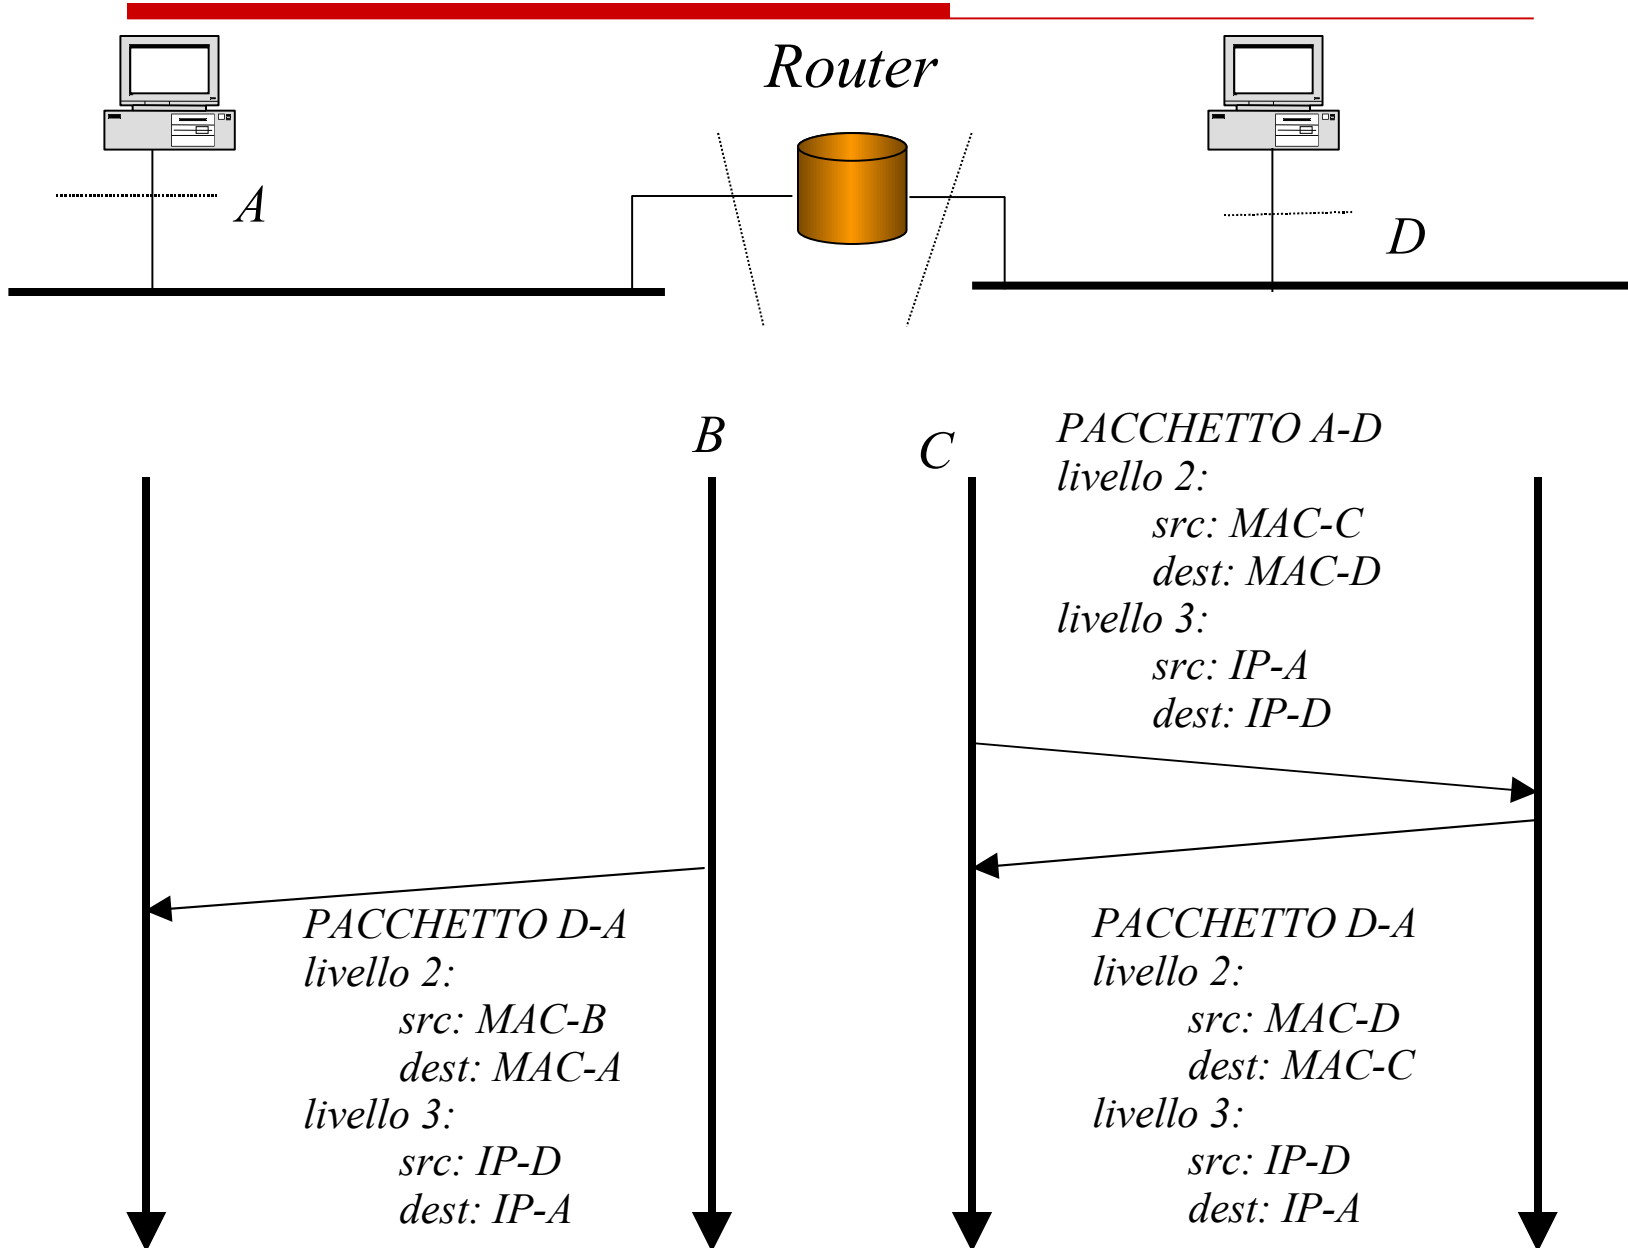 Router
A
D
B
C
PACCHETTO A-D
livello 2:
src: MAC-C
dest: MAC-D
livello 3:
src: IP-A
dest: IP-D
PACCHETTO D-A
livello 2:
src: MAC-B
dest: MAC-A
livello 3:
src: IP-D
dest: IP-A
PACCHETTO D-A
livello 2:
src: MAC-D
dest: MAC-C
livello 3:
src: IP-D
dest: IP-A